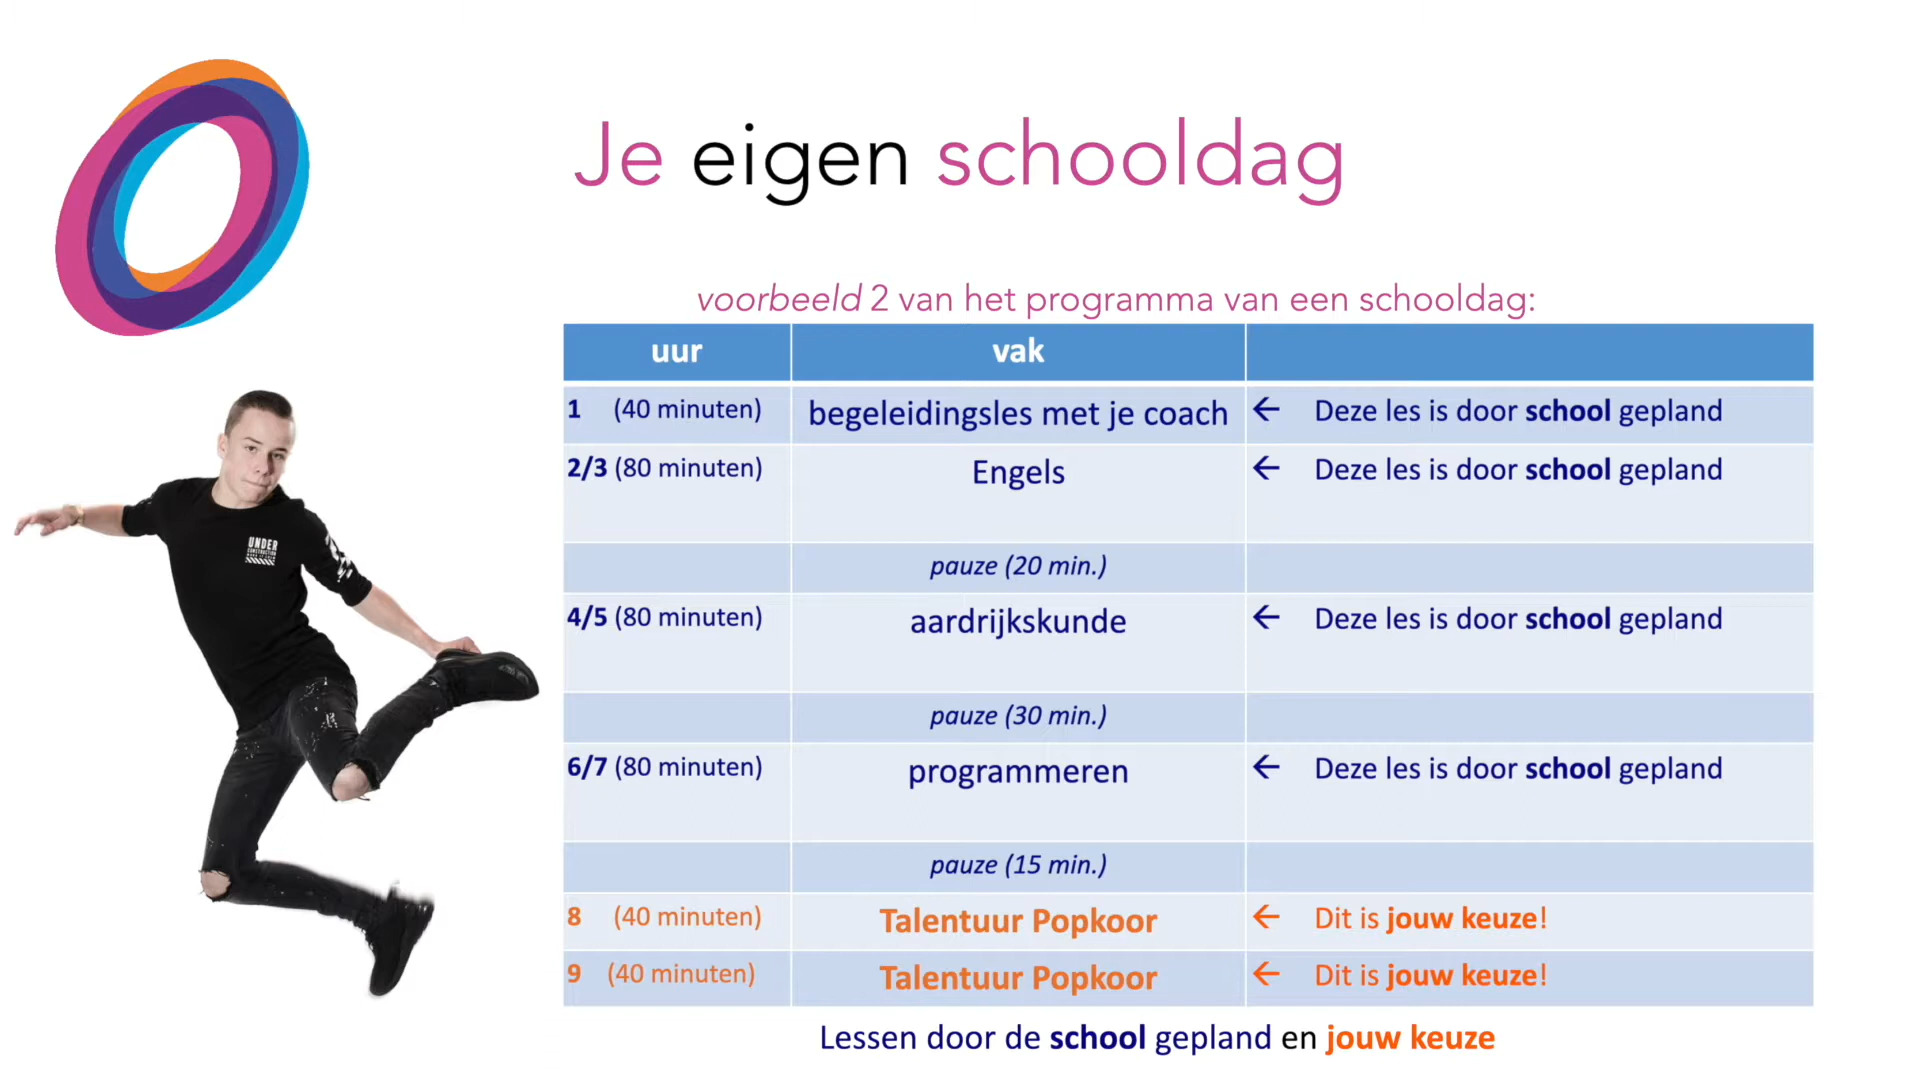 Je eigen schooldag
voorbeeld 2 van het programma van een schooldag:
uur vak
1 (40 minuten) begeleidingsles met je coach ← Deze les is door school gepland
2/3 (80 minuten) Engels ← Deze les is door school gepland
pauze (20 min.)
4/5 (80 minuten) aardrijkskunde ← Deze les is door school gepland
pauze (30 min.)
6/7 (80 minuten) programmeren ← Deze les is door school gepland
pauze (15 min.)
8 (40 minuten) Talentuur Popkoor ← Dit is jouw keuze!
9 (40 minuten) Talentuur Popkoor ← Dit is jouw keuze!
Lessen door de school gepland en jouw keuze
UNDER
CONSTRUCTION